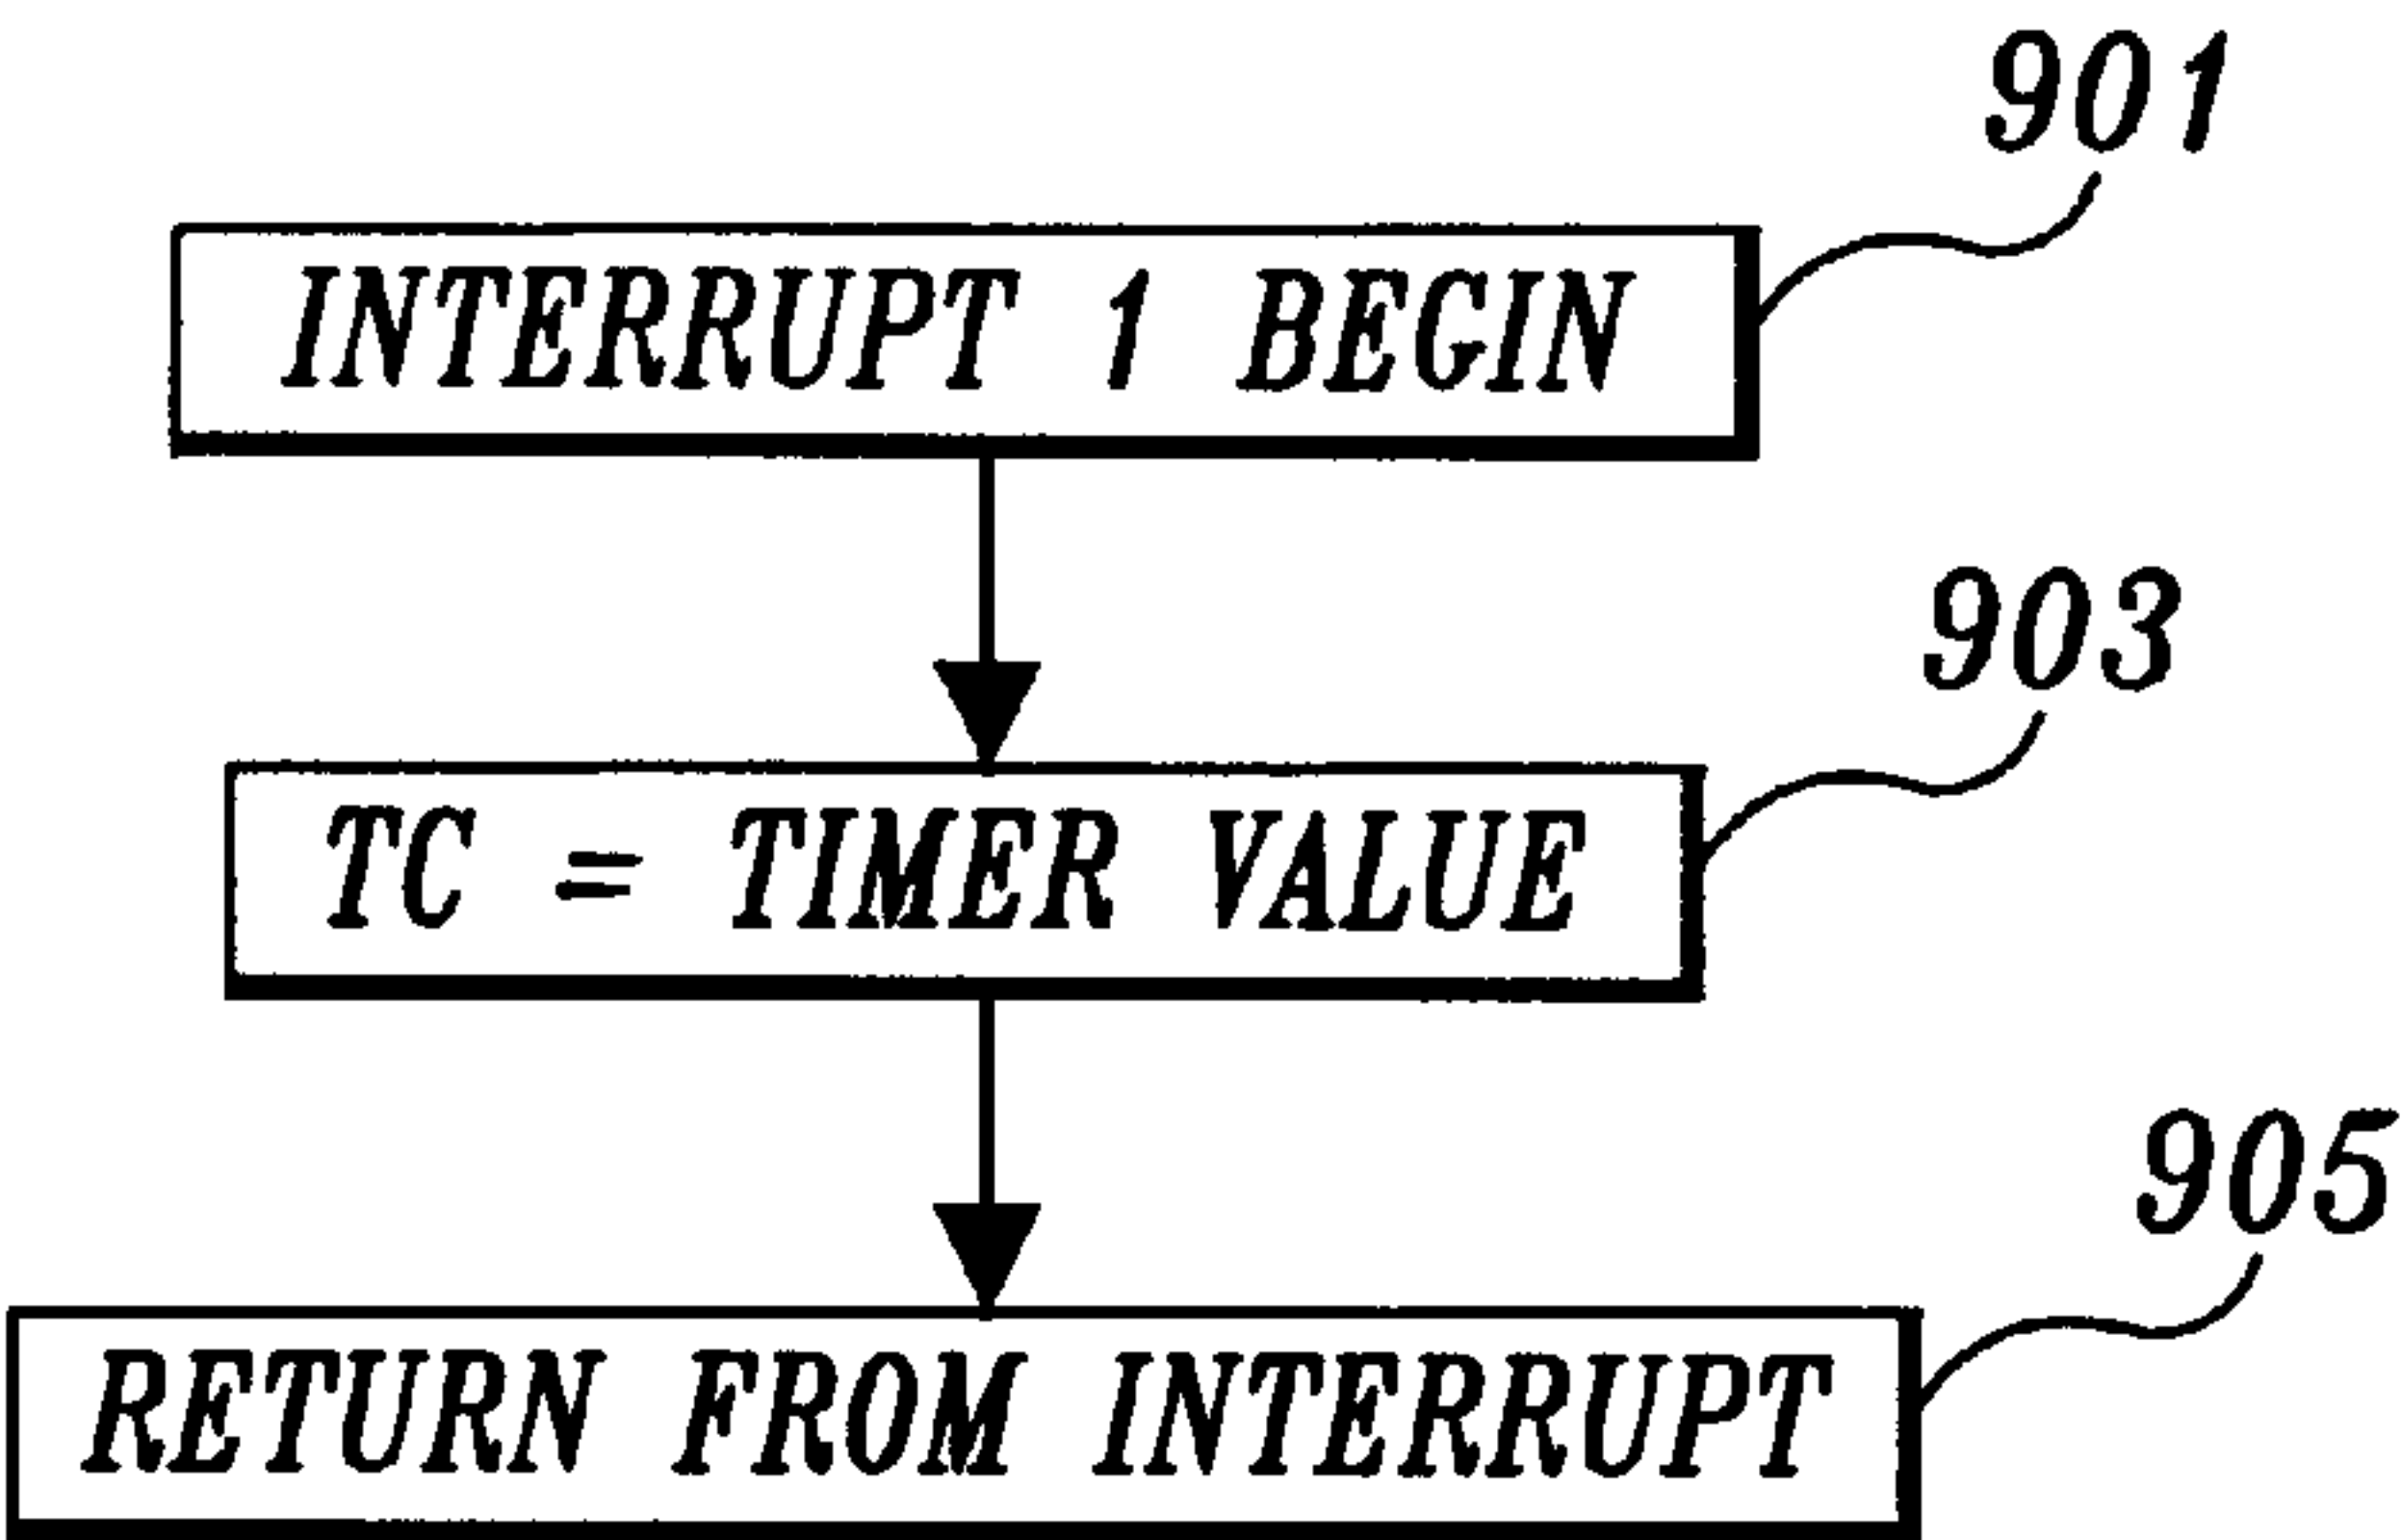 901
INTERRUPT 1 BEGIN
903
TC = TIMER VALUE
905
RETURN FROM INTERRUPT